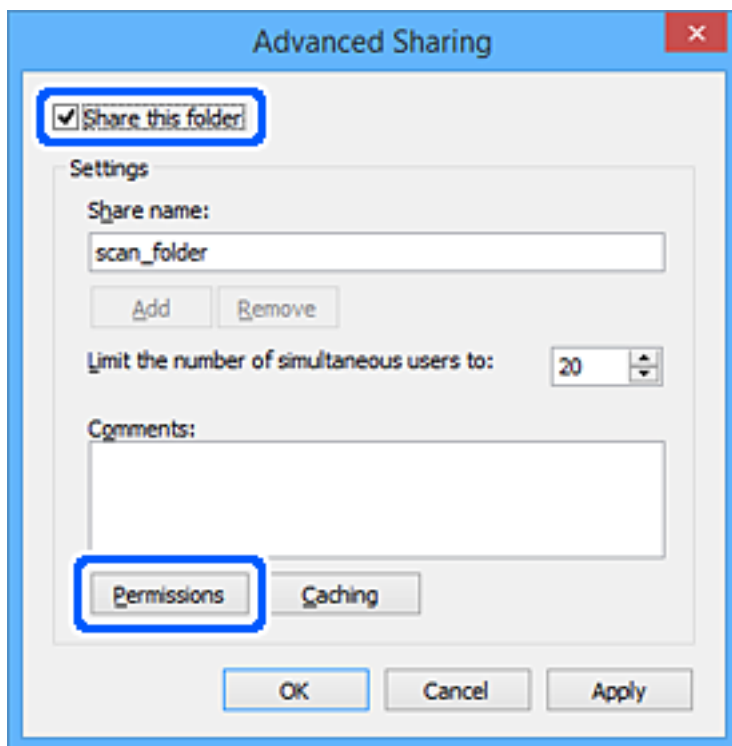 Advanced Sharing
Share this folder
Settings
Share name:
scan_folder
Add Remove
Limit the number of simultaneous users to: 20
Comments:
Permissions Caching
OK Cancel Apply